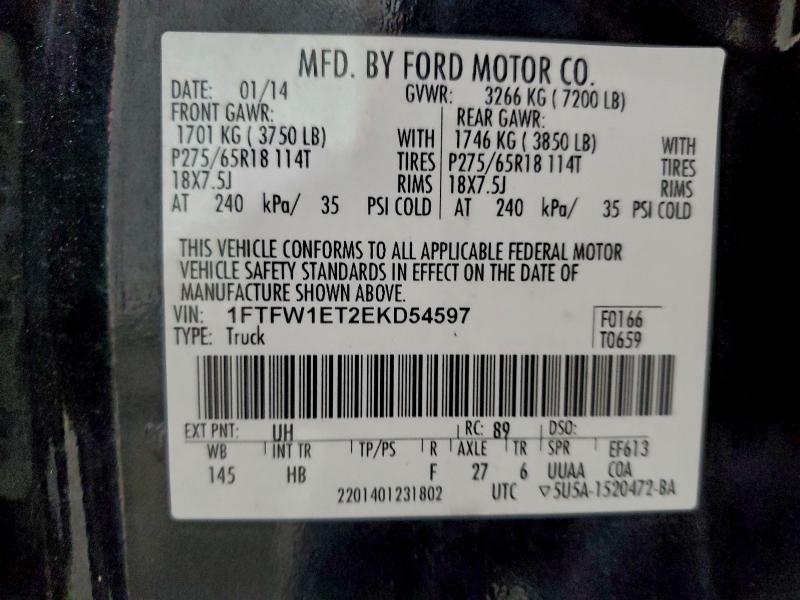 MFD. BY FORD MOTOR CO.
DATE: 01/14 GVWR: 3266 KG ( 7200 LB)
FRONT GAWR: REAR GAWR:
1701 KG ( 3750 LB) WITH 1746 KG ( 3850 LB) WITH
P275/65R18 114T TIRES P275/65R18 114T TIRES
18X7.5J RIMS 18X7.5J RIMS
AT 240 kPa/ 35 PSI COLD AT 240 kPa/ 35 PSI COLD
THIS VEHICLE CONFORMS TO ALL APPLICABLE FEDERAL MOTOR
VEHICLE SAFETY STANDARDS IN EFFECT ON THE DATE OF
MANUFACTURE SHOWN ABOVE.
VIN: 1FTFW1ET2EKD54597 F0166
TYPE: Truck T0659
EXT PNT: UH RC: 89 DSO:
WB INT TR TP/PS R AXLE TR SPR EF613
145 HB F 27 6 UUAA COA
2201401231802 UTC ▽5U5A-1520472-BA